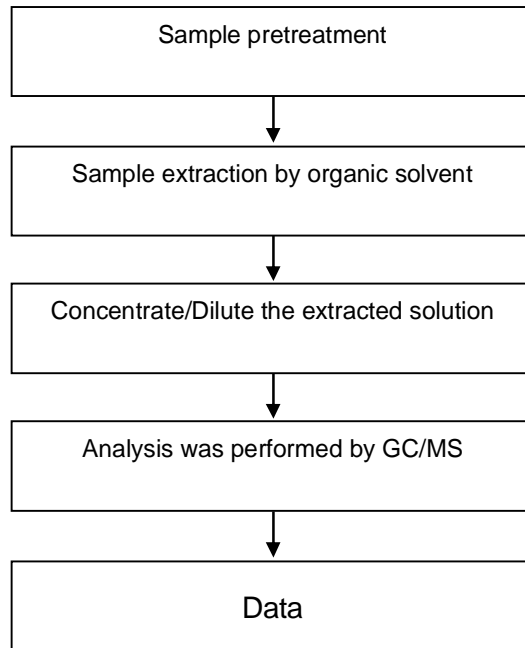 Sample pretreatment
Sample extraction by organic solvent
Concentrate/Dilute the extracted solution
Analysis was performed by GC/MS
Data